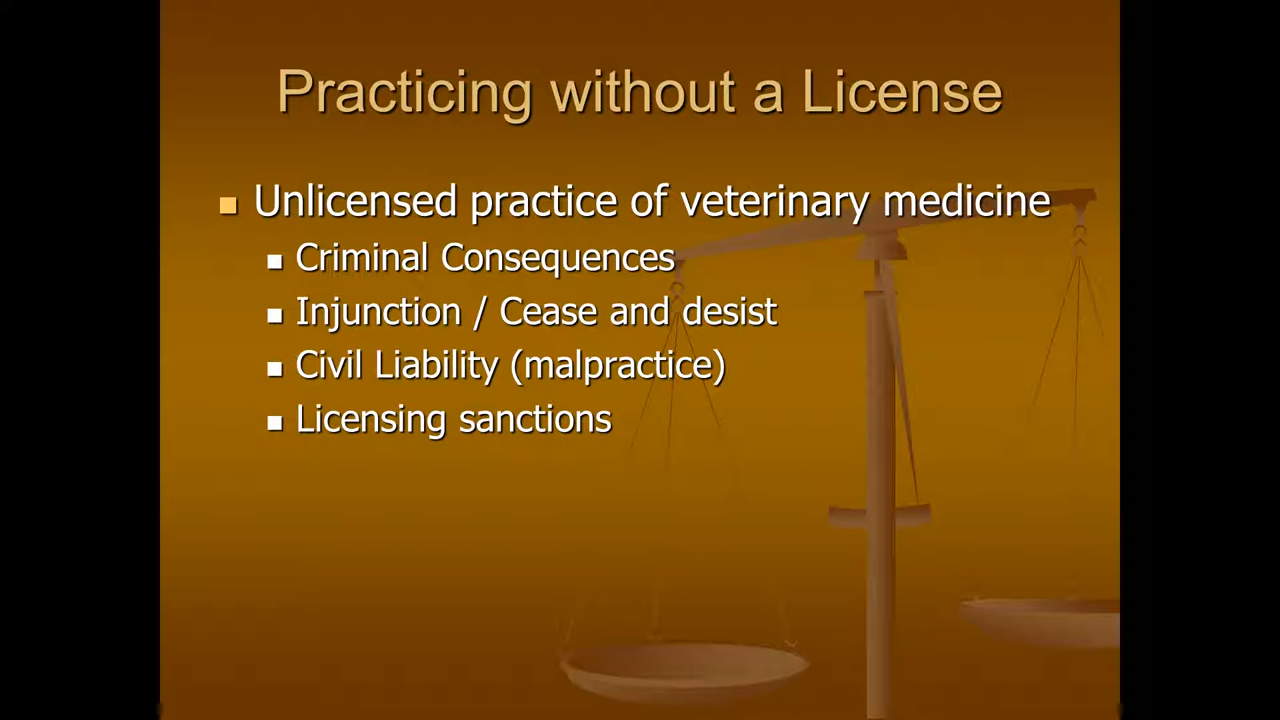 Practicing without a License
Unlicensed practice of veterinary medicine
Criminal Consequences
Injunction / Cease and desist
Civil Liability (malpractice)
Licensing sanctions